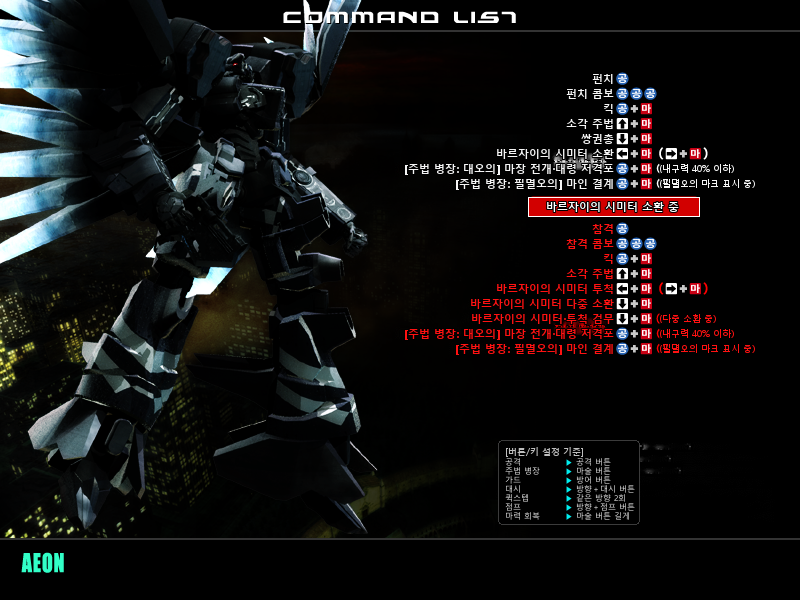 COMMAND LIST
펀치 공
펀치 콤보 공 공 공
킥 공 + 마
소각 주법 ⬆ + 마
쌍권총 ⬇ + 마
바르자이의 시미터 소환 ⬅ + 마 (➡ + 마)
[주법 병장: 대오의] 마장 전개·대령 저격포 공 + 마 ((내구력 40% 이하)
[주법 병장: 필멸오의] 마인 결계 공 + 마 ((필멸오의 마크 표시 중)
바르자이의 시미터 소환 중
참격 공
참격 콤보 공 공 공
킥 공 + 마
소각 주법 ⬆ + 마
바르자이의 시미터 투척 ⬅ + 마 (➡ + 마)
바르자이의 시미터 다중 소환 ⬇ + 마
바르자이의 시미터 투척 검무 ⬇ + 마 ((다중 소환 중)
[주법 병장: 대오의] 마장 전개·대령 저격포 공 + 마 ((내구력 40% 이하)
[주법 병장: 필멸오의] 마인 결계 공 + 마 ((필멸오의 마크 표시 중)
[버튼/키 설정 기준]
공격 ▶ 공격 버튼
주법 병장 ▶ 마술 버튼
가드 ▶ 방어 버튼
대시 ▶ 방향 + 대시 버튼
퀵스텝 ▶ 같은 방향 2회
점프 ▶ 방향 + 점프 버튼
마력 회복 ▶ 마술 버튼 길게
AEON